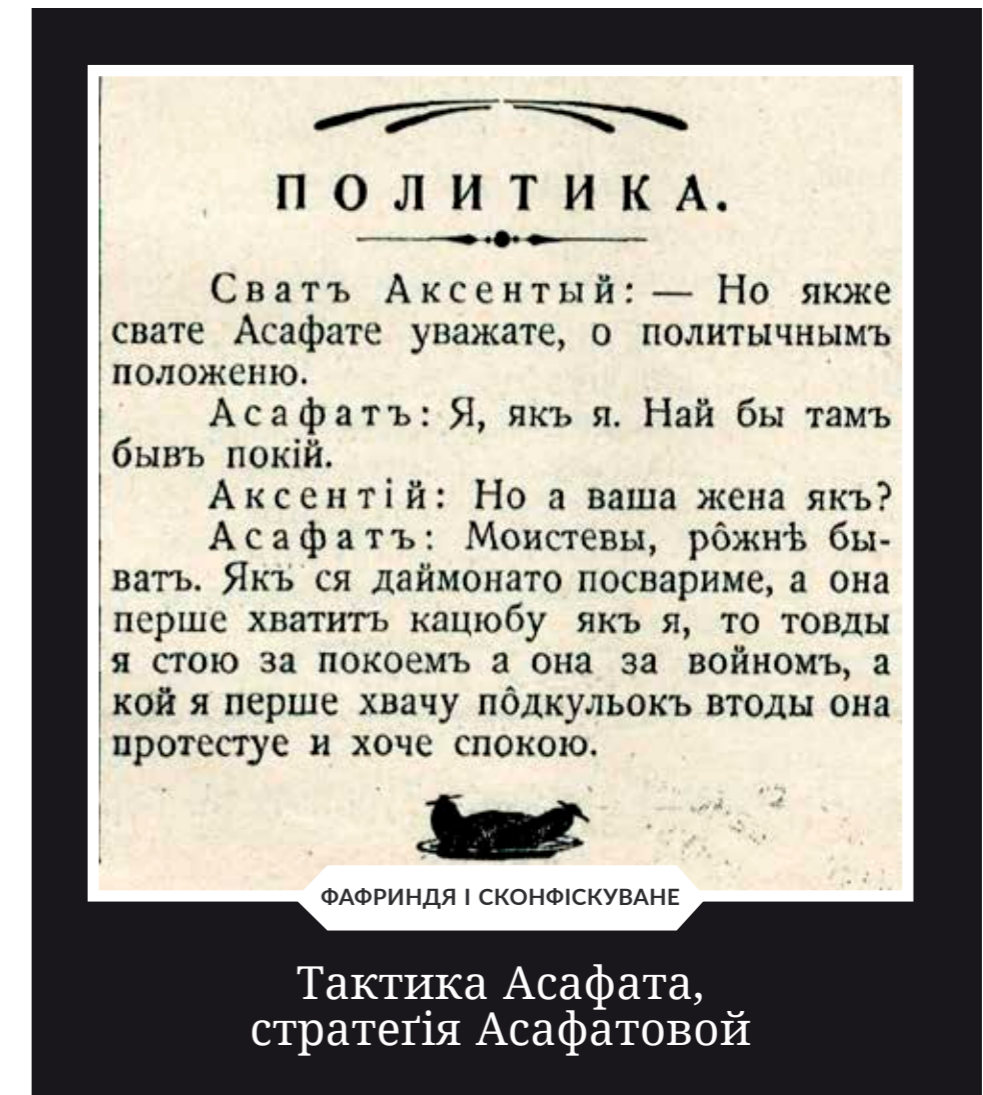 ПОЛИТИКА.
Сватъ Аксентый: — Но якже
свате Асафате уважате, о политычнымъ
положеню.
Асафатъ: Я, якъ я. Най бы тамъ
бывъ покій.
Аксентій: Но а ваша жена якъ?
Асафатъ: Моистевы, рôжнѣ бы-
ватъ. Якъ ся даймонато посвариме, а она
перше хватитъ кацюбу якъ я, то товды
я стою за покоемъ а она за войномъ, а
кой я перше хвачу пôдкульокъ втоды она
протестуе и хоче спокою.
ФАФРИНДЯ І СКОНФІСКУВАНЕ
Тактика Асафата,
стратеґія Асафатовой